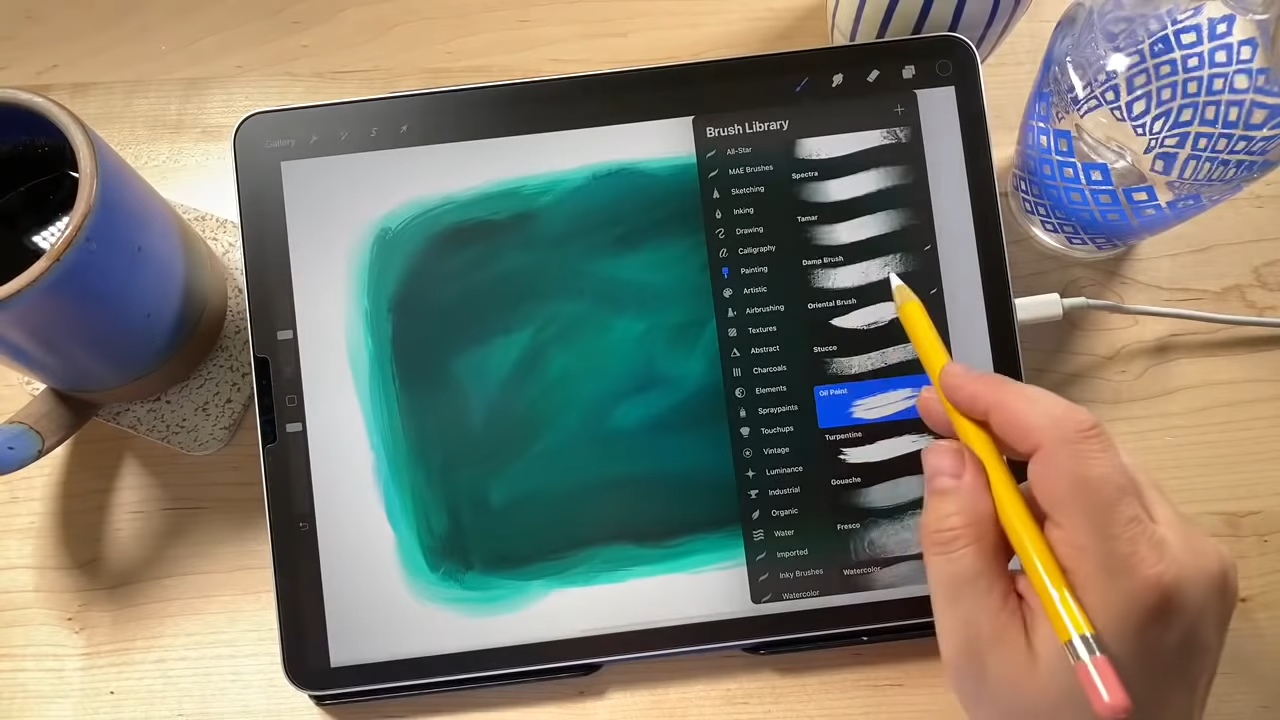 Gallery
S
Brush Library
All-Star
MAE Brushes
Sketching
Inking
Drawing
Calligraphy
Painting
Artistic
Airbrushing
Textures
Abstract
Charcoals
Elements
Spraypaints
Touchups
Vintage
Luminance
Industrial
Organic
Water
Imported
Inky Brushes
Watercolor
Spectra
Tamar
Damp Brush
Oriental Brush
Stucco
Oil Paint
Turpentine
Gouache
Fresco
Watercolor